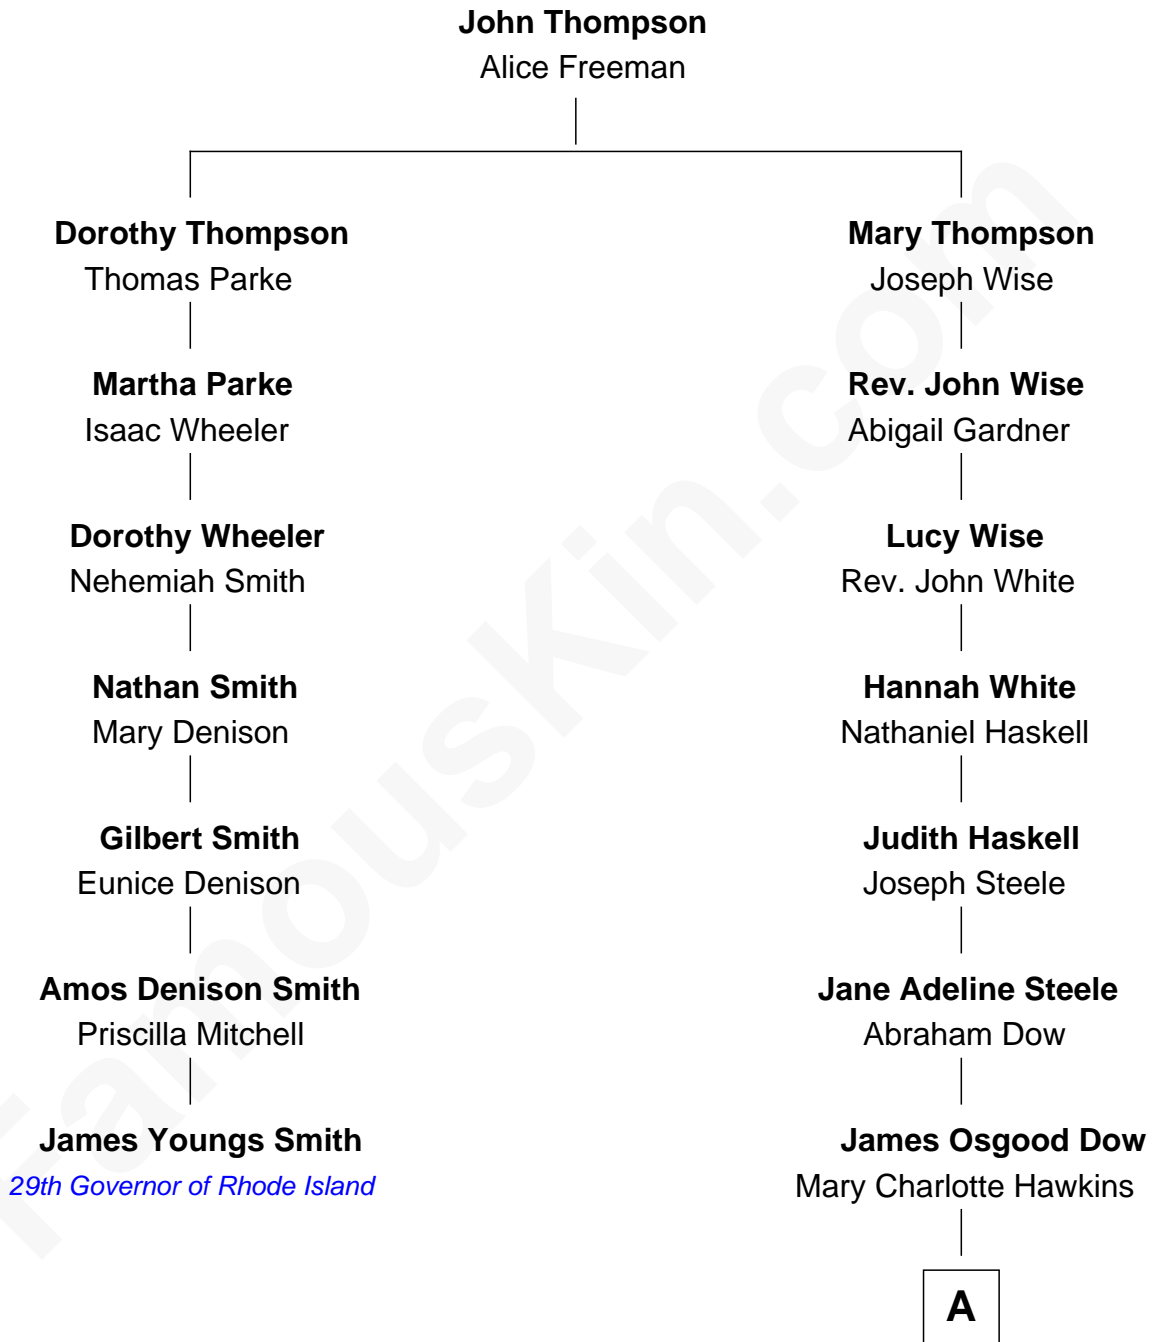 John Thompson
Alice Freeman
Dorothy Thompson
Thomas Parke
Mary Thompson
Joseph Wise
Martha Parke
Isaac Wheeler
Rev. John Wise
Abigail Gardner
Dorothy Wheeler
Nehemiah Smith
Lucy Wise
Rev. John White
Nathan Smith
Mary Denison
Hannah White
Nathaniel Haskell
Gilbert Smith
Eunice Denison
Judith Haskell
Joseph Steele
Amos Denison Smith
Priscilla Mitchell
Jane Adeline Steele
Abraham Dow
James Youngs Smith
29th Governor of Rhode Island
James Osgood Dow
Mary Charlotte Hawkins
A
FamousKin.com